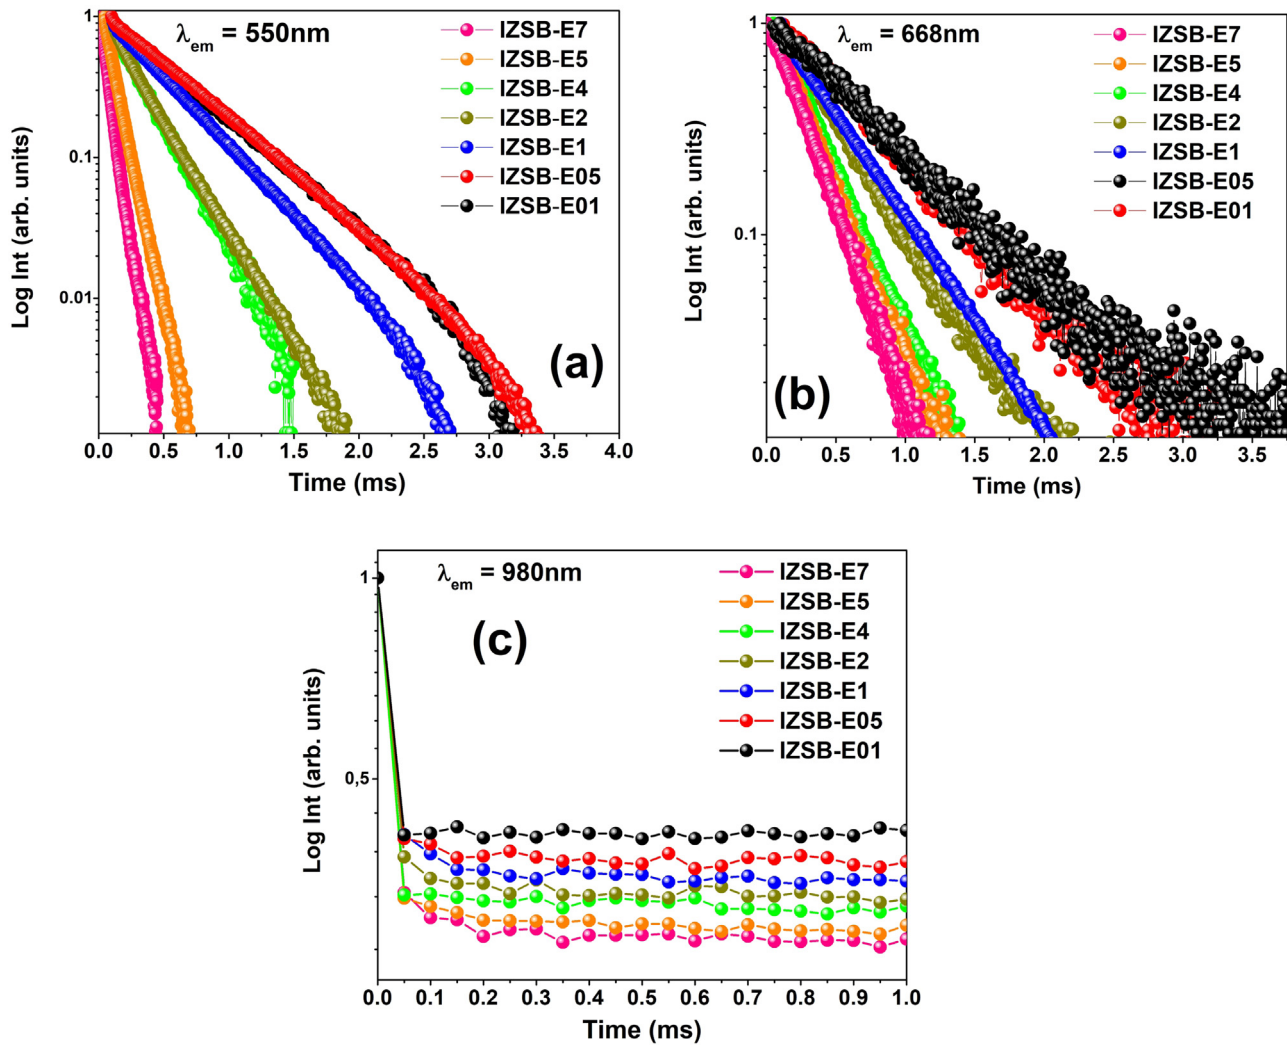 λem = 550nm
IZSB-E7
IZSB-E5
IZSB-E4
IZSB-E2
IZSB-E1
IZSB-E05
IZSB-E01
Log Int (arb. units)
1
0.1
0.01
(a)
0.0 0.5 1.0 1.5 2.0 2.5 3.0 3.5 4.0
Time (ms)
λem = 668nm
IZSB-E7
IZSB-E5
IZSB-E4
IZSB-E2
IZSB-E1
IZSB-E05
IZSB-E01
Log Int (arb. units)
1
0.1
(b)
0.0 0.5 1.0 1.5 2.0 2.5 3.0 3.5
Time (ms)
λem = 980nm
IZSB-E7
IZSB-E5
IZSB-E4
IZSB-E2
IZSB-E1
IZSB-E05
IZSB-E01
(c)
Log Int (arb. units)
1
0,5
0.0 0.1 0.2 0.3 0.4 0.5 0.6 0.7 0.8 0.9 1.0
Time (ms)